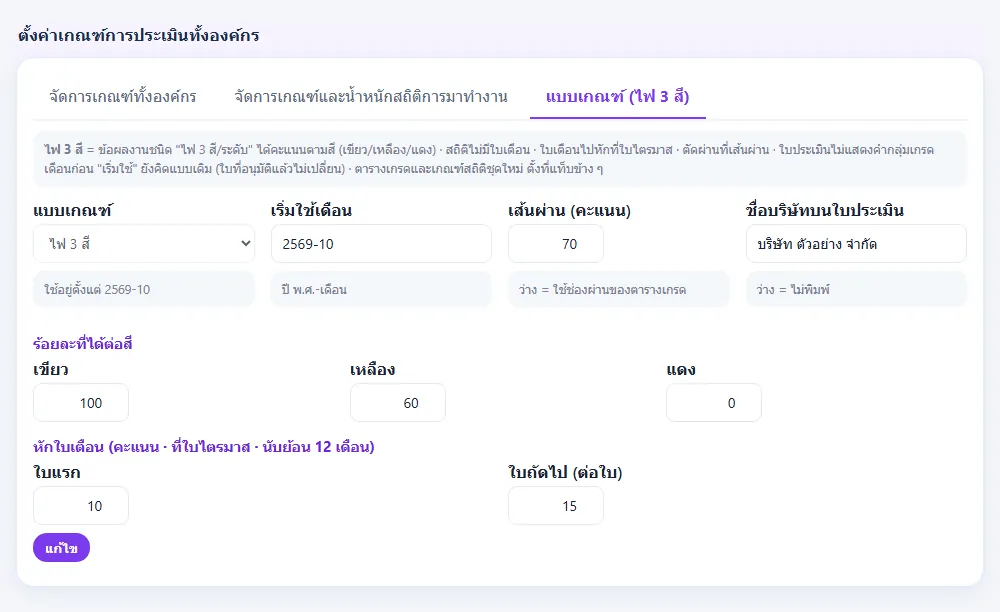 ตั้งค่าเกณฑ์การประเมินทั้งองค์กร
จัดการเกณฑ์ทั้งองค์กร จัดการเกณฑ์และน้ำหนักสถิติการมาทำงาน แบบเกณฑ์ (ไฟ 3 สี)
ไฟ 3 สี = ข้อผลงานชนิด "ไฟ 3 สี/ระดับ" ได้คะแนนตามสี (เขียว/เหลือง/แดง) · สถิติไม่มีใบเตือน · ใบเตือนไปหักที่ใบไตรมาส · ตัดผ่านที่เส้นผ่าน · ใบประเมินไม่แสดงค่ากลุ่มเกรด
เดือนก่อน "เริ่มใช้" ยังคิดแบบเดิม (ใบที่อนุมัติแล้วไม่เปลี่ยน) · ตารางเกรดและเกณฑ์สถิติชุดใหม่ ตั้งที่แท็บข้าง ๆ
แบบเกณฑ์ เริ่มใช้เดือน เส้นผ่าน (คะแนน) ชื่อบริษัทบนใบประเมิน
ไฟ 3 สี 2569-10 70 บริษัท ตัวอย่าง จำกัด
ใช้อยู่ตั้งแต่ 2569-10 ปี พ.ศ.-เดือน ว่าง = ใช้ช่องผ่านของตารางเกรด ว่าง = ไม่พิมพ์
ร้อยละที่ได้ต่อสี
เขียว เหลือง แดง
100 60 0
หักใบเตือน (คะแนน · ที่ใบไตรมาส · นับย้อน 12 เดือน)
ใบแรก ใบถัดไป (ต่อใบ)
10 15
แก้ไข